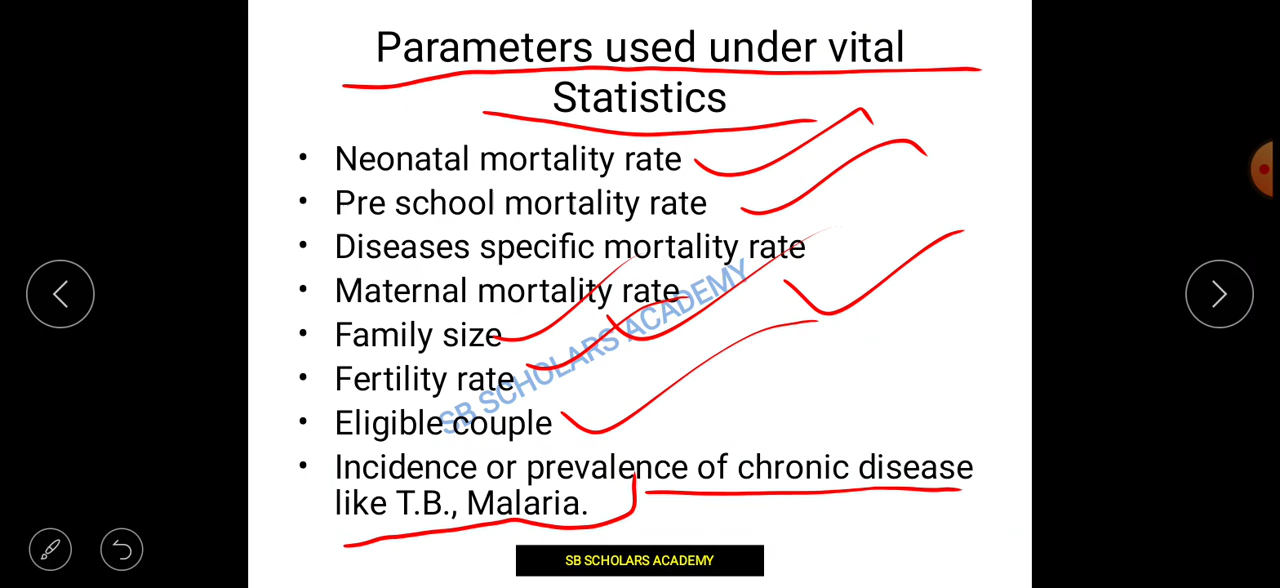 Parameters used under vital
Statistics
• Neonatal mortality rate
• Pre school mortality rate
• Diseases specific mortality rate
• Maternal mortality rate
• Family size
• Fertility rate
• Eligible couple
• Incidence or prevalence of chronic disease
like T.B., Malaria.
SB SCHOLARS ACADEMY
SB SCHOLARS ACADEMY